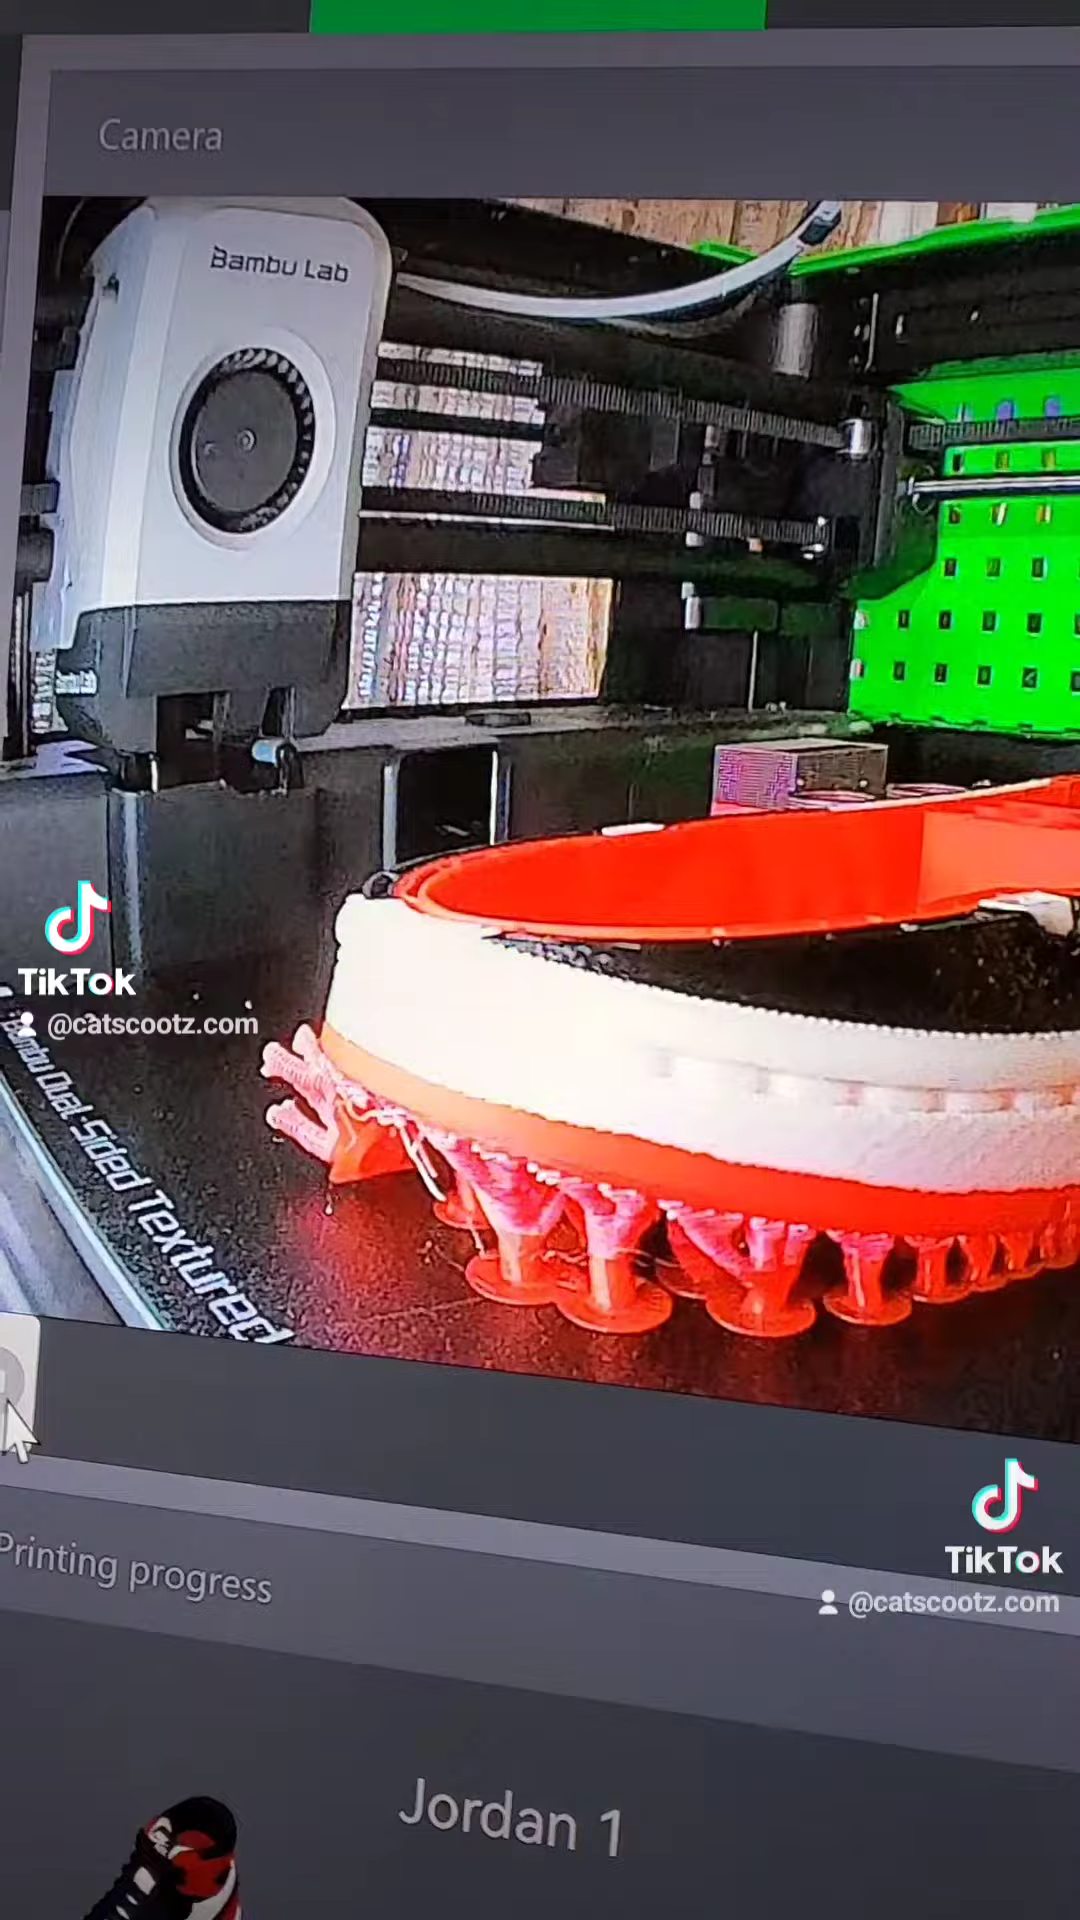 Camera
Bambu Lab
TikTok
@catscootz.com
Bambu Dual-Sided Textured
TikTok
@catscootz.com
Printing progress
Jordan 1